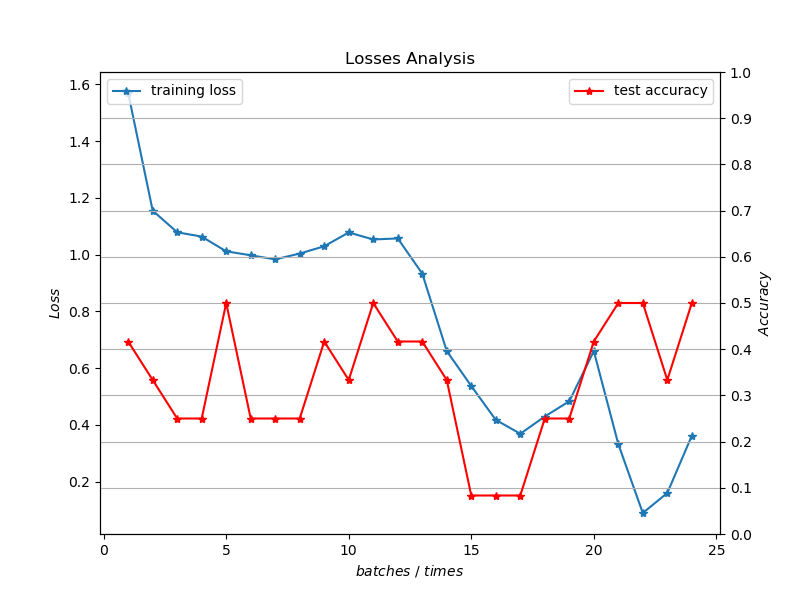 Losses Analysis
training loss
test accuracy
1.6
1.4
1.2
1.0
0.8
0.6
0.4
0.2
Loss
1.0
0.9
0.8
0.7
0.6
0.5
0.4
0.3
0.2
0.1
0.0
Accuracy
0 5 10 15 20 25
batches / times